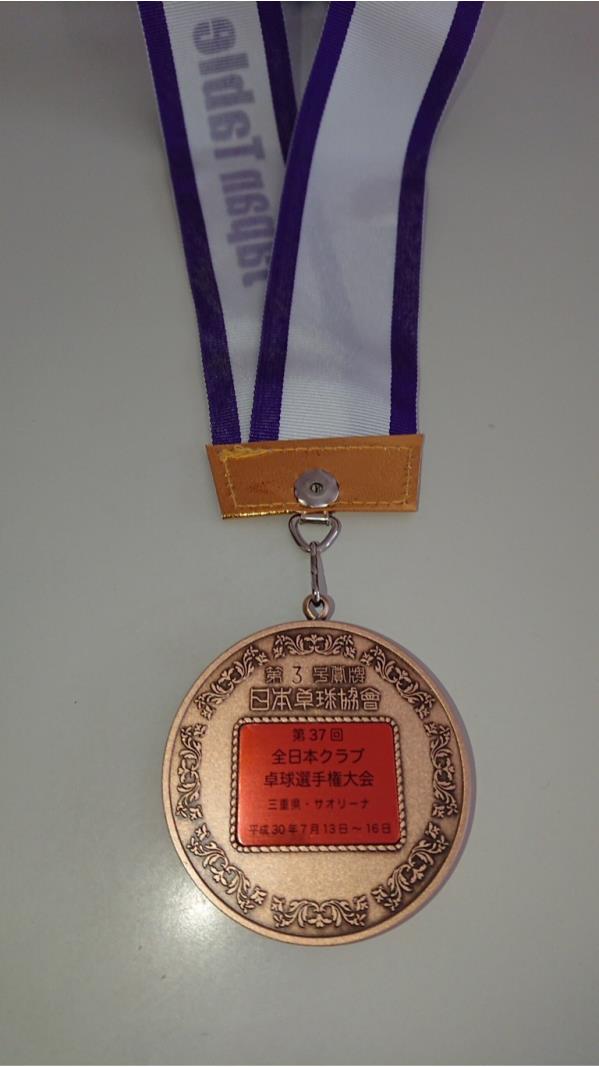 第3号賞牌
日本卓球協會
第37回
全日本クラブ
卓球選手権大会
三重県・サオリーナ
平成30年7月13日～16日